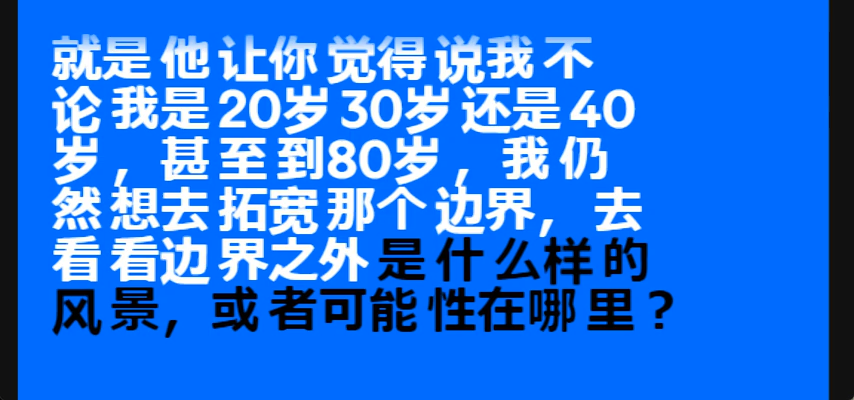 就是他让你觉得说我不
论我是20岁30岁还是40
岁，甚至到80岁，我仍
然想去拓宽那个边界，去
看看边界之外是什么样的
风景，或者可能性在哪里？